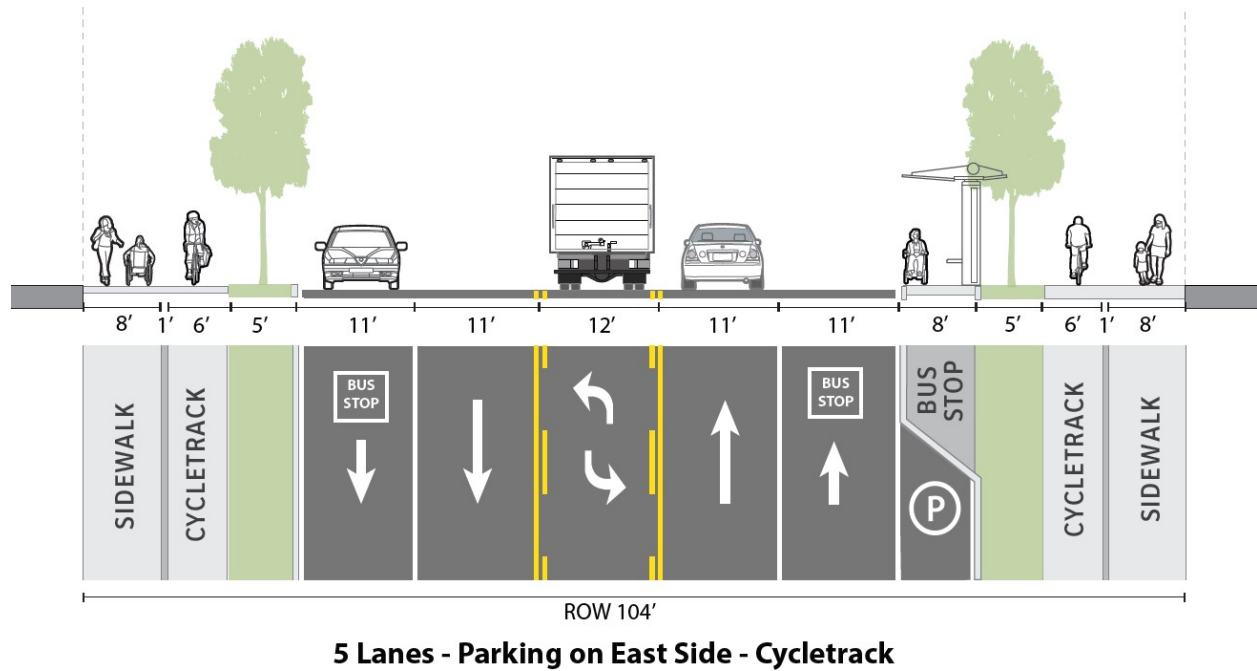 8’ 1’ 6’ 5’ 11’ 11’ 12’ 11’ 11’ 8’ 5’ 6’ 1’ 8’
SIDEWALK
CYCLETRACK
BUS
STOP
BUS
STOP
BUS
STOP
P
CYCLETRACK
SIDEWALK
ROW 104’
5 Lanes - Parking on East Side - Cycletrack